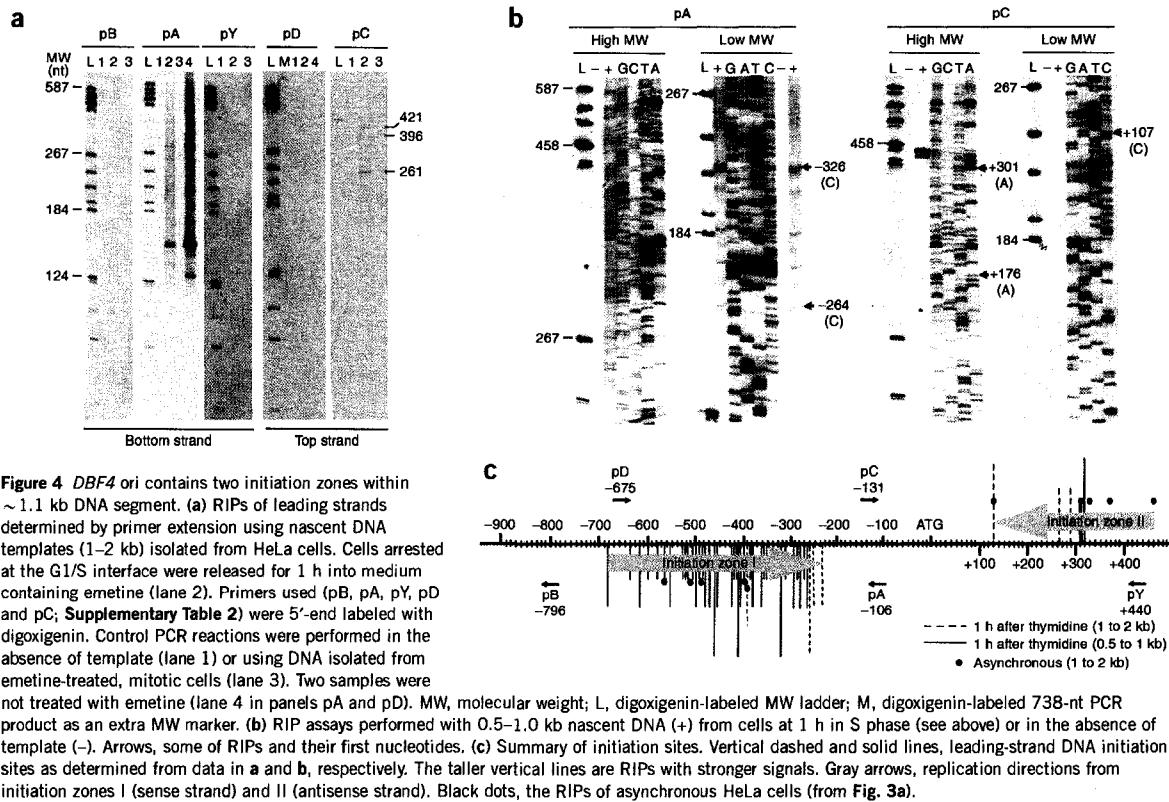 a
pB pA pY pD pC
MW (nt)
L 1 2 3 L 1 2 3 4 L 1 2 3 L M 1 2 4 L 1 2 3
587
267
184
124
421
396
261
Bottom strand Top strand
b
pA pC
High MW Low MW High MW Low MW
L − + G C T A L + G A T C − + L − + G C T A L − + G A T C
587
458
267
267
184
−326
(C)
−264
(C)
458
+301
(A)
+176
(A)
267
184
+107
(C)
c
pD
−675
pC
−131
−900 −800 −700 −600 −500 −400 −300 −200 −100 ATG
Initiation zone II
+100 +200 +300 +400
Initiation zone I
pB
−796
pA
−106
pY
+440
1 h after thymidine (1 to 2 kb)
1 h after thymidine (0.5 to 1 kb)
Asynchronous (1 to 2 kb)
Figure 4 DBF4 ori contains two initiation zones within
~1.1 kb DNA segment. (a) RIPs of leading strands
determined by primer extension using nascent DNA
templates (1–2 kb) isolated from HeLa cells. Cells arrested
at the G1/S interface were released for 1 h into medium
containing emetine (lane 2). Primers used (pB, pA, pY, pD
and pC; Supplementary Table 2) were 5′-end labeled with
digoxigenin. Control PCR reactions were performed in the
absence of template (lane 1) or using DNA isolated from
emetine-treated, mitotic cells (lane 3). Two samples were
not treated with emetine (lane 4 in panels pA and pD). MW, molecular weight; L, digoxigenin-labeled MW ladder; M, digoxigenin-labeled 738-nt PCR
product as an extra MW marker. (b) RIP assays performed with 0.5–1.0 kb nascent DNA (+) from cells at 1 h in S phase (see above) or in the absence of
template (−). Arrows, some of RIPs and their first nucleotides. (c) Summary of initiation sites. Vertical dashed and solid lines, leading-strand DNA initiation
sites as determined from data in a and b, respectively. The taller vertical lines are RIPs with stronger signals. Gray arrows, replication directions from
initiation zones I (sense strand) and II (antisense strand). Black dots, the RIPs of asynchronous HeLa cells (from Fig. 3a).